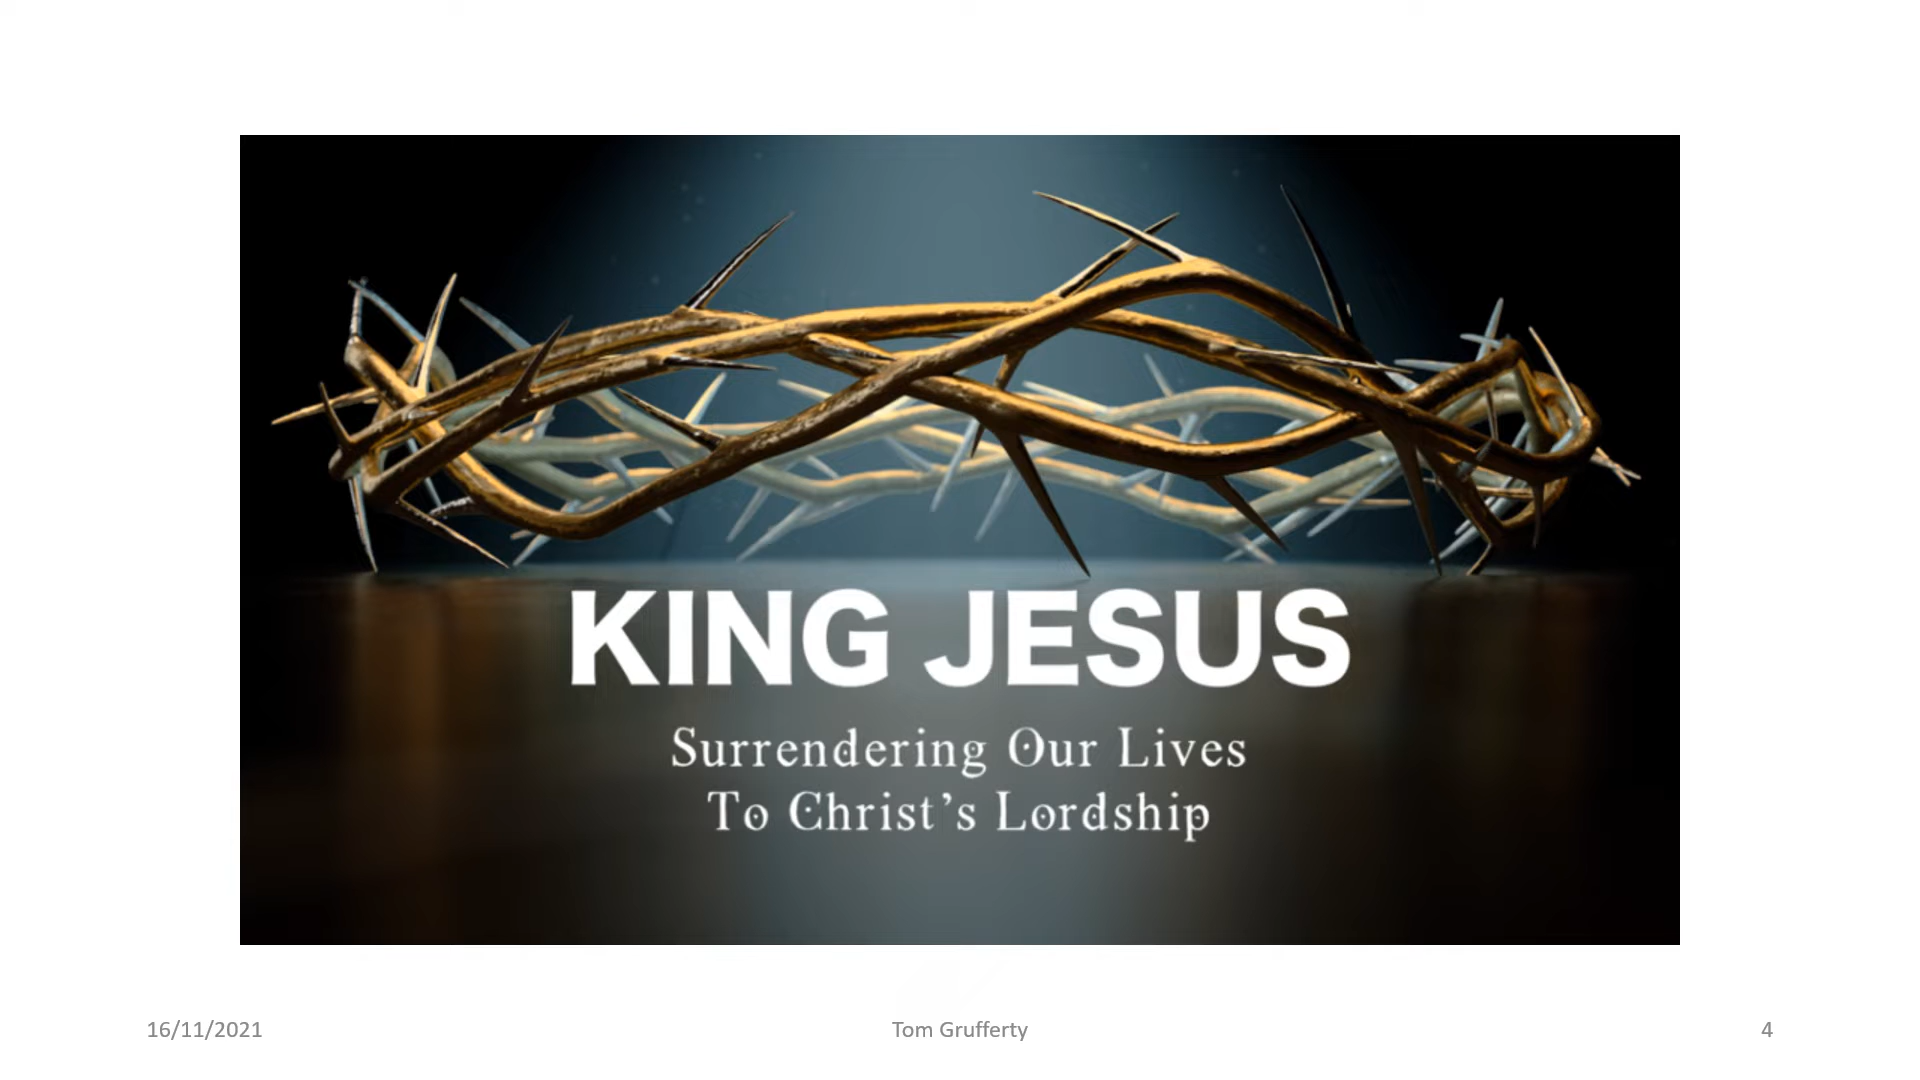 KING JESUS
Surrendering Our Lives
To Christ's Lordship
16/11/2021
Tom Grufferty
4